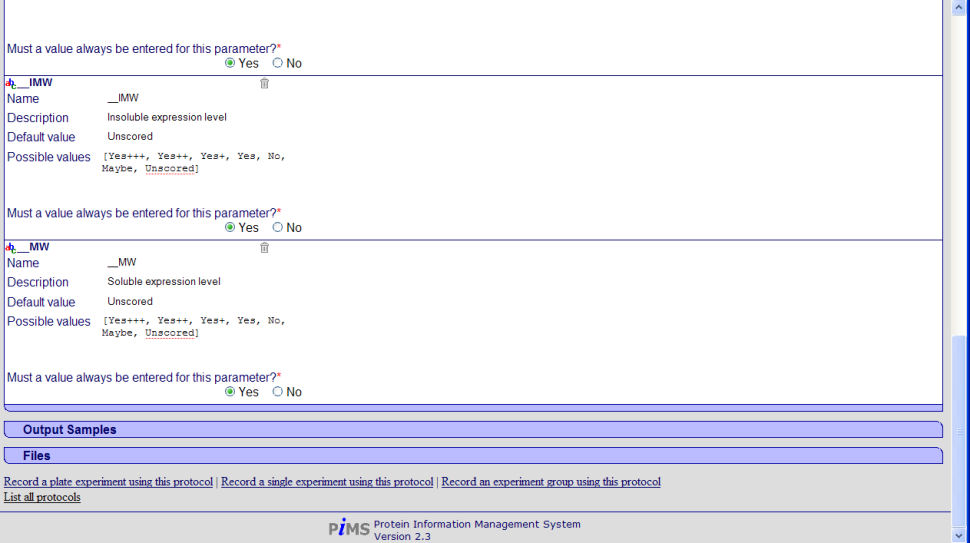 Must a value always be entered for this parameter?*
Yes No
abc __IMW
Name __IMW
Description Insoluble expression level
Default value Unscored
Possible values [Yes+++, Yes++, Yes+, Yes, No,
Maybe, Unscored]
Must a value always be entered for this parameter?*
Yes No
abc __MW
Name __MW
Description Soluble expression level
Default value Unscored
Possible values [Yes+++, Yes++, Yes+, Yes, No,
Maybe, Unscored]
Must a value always be entered for this parameter?*
Yes No
Output Samples
Files
Record a plate experiment using this protocol | Record a single experiment using this protocol | Record an experiment group using this protocol
List all protocols
PiMS Protein Information Management System
Version 2.3